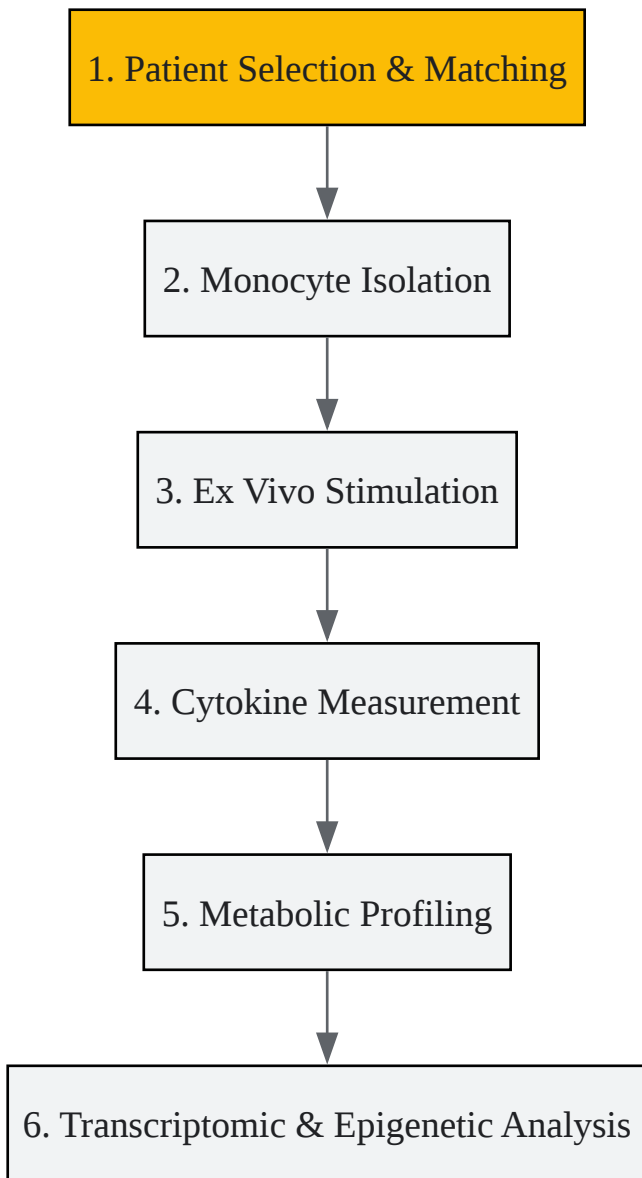 1. Patient Selection & Matching
2. Monocyte Isolation
3. Ex Vivo Stimulation
4. Cytokine Measurement
5. Metabolic Profiling
6. Transcriptomic & Epigenetic Analysis